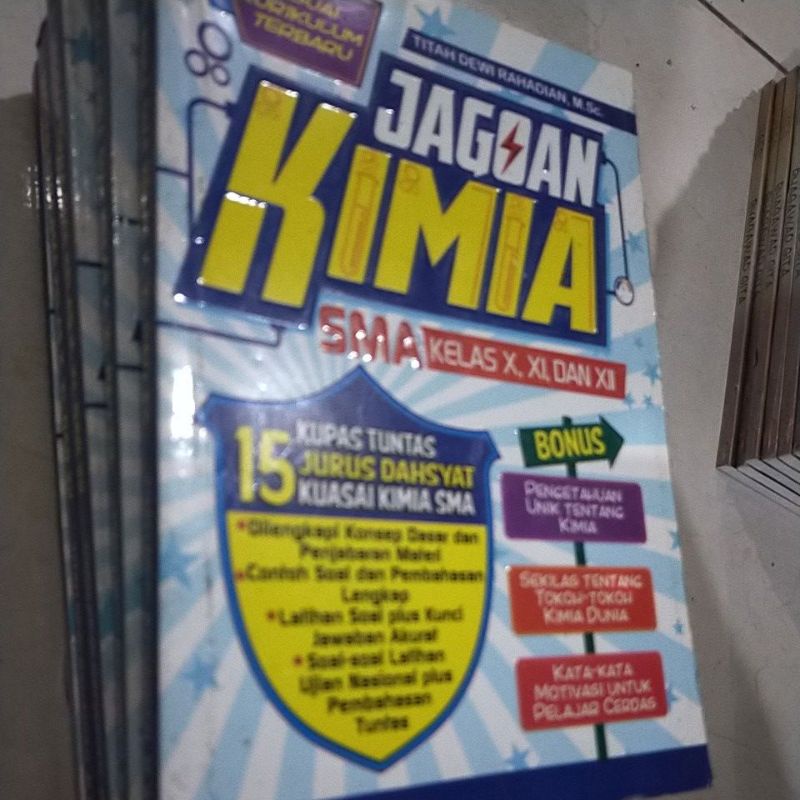 SESUAI
KURIKULUM
TERBARU
TITAH DEWI RAHADIAN, M.Sc.
JAGOAN
KIMIA
SMA KELAS X, XI, DAN XII
15 KUPAS TUNTAS
JURUS DAHSYAT
KUASAI KIMIA SMA
• Dilengkapi Konsep Dasar dan
Penjabaran Materi
• Contoh Soal dan Pembahasan
Lengkap
• Latihan Soal plus Kunci
Jawaban Akurat
• Soal-soal Latihan
Ujian Nasional plus
Pembahasan
Tuntas
BONUS
PENGETAHUAN
UNIK TENTANG
KIMIA
SEKILAS TENTANG
TOKOH-TOKOH
KIMIA DUNIA
KATA-KATA
MOTIVASI UNTUK
PELAJAR CERDAS